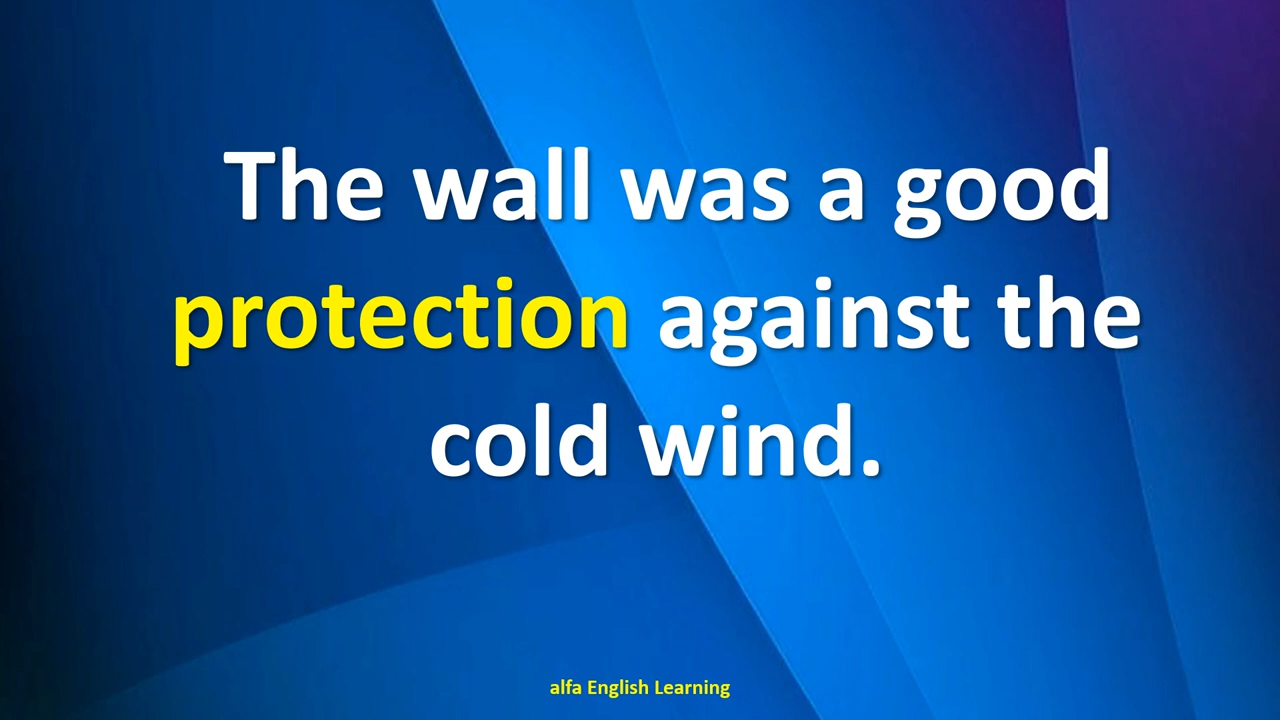 The wall was a good
protection against the
cold wind.
alfa English Learning